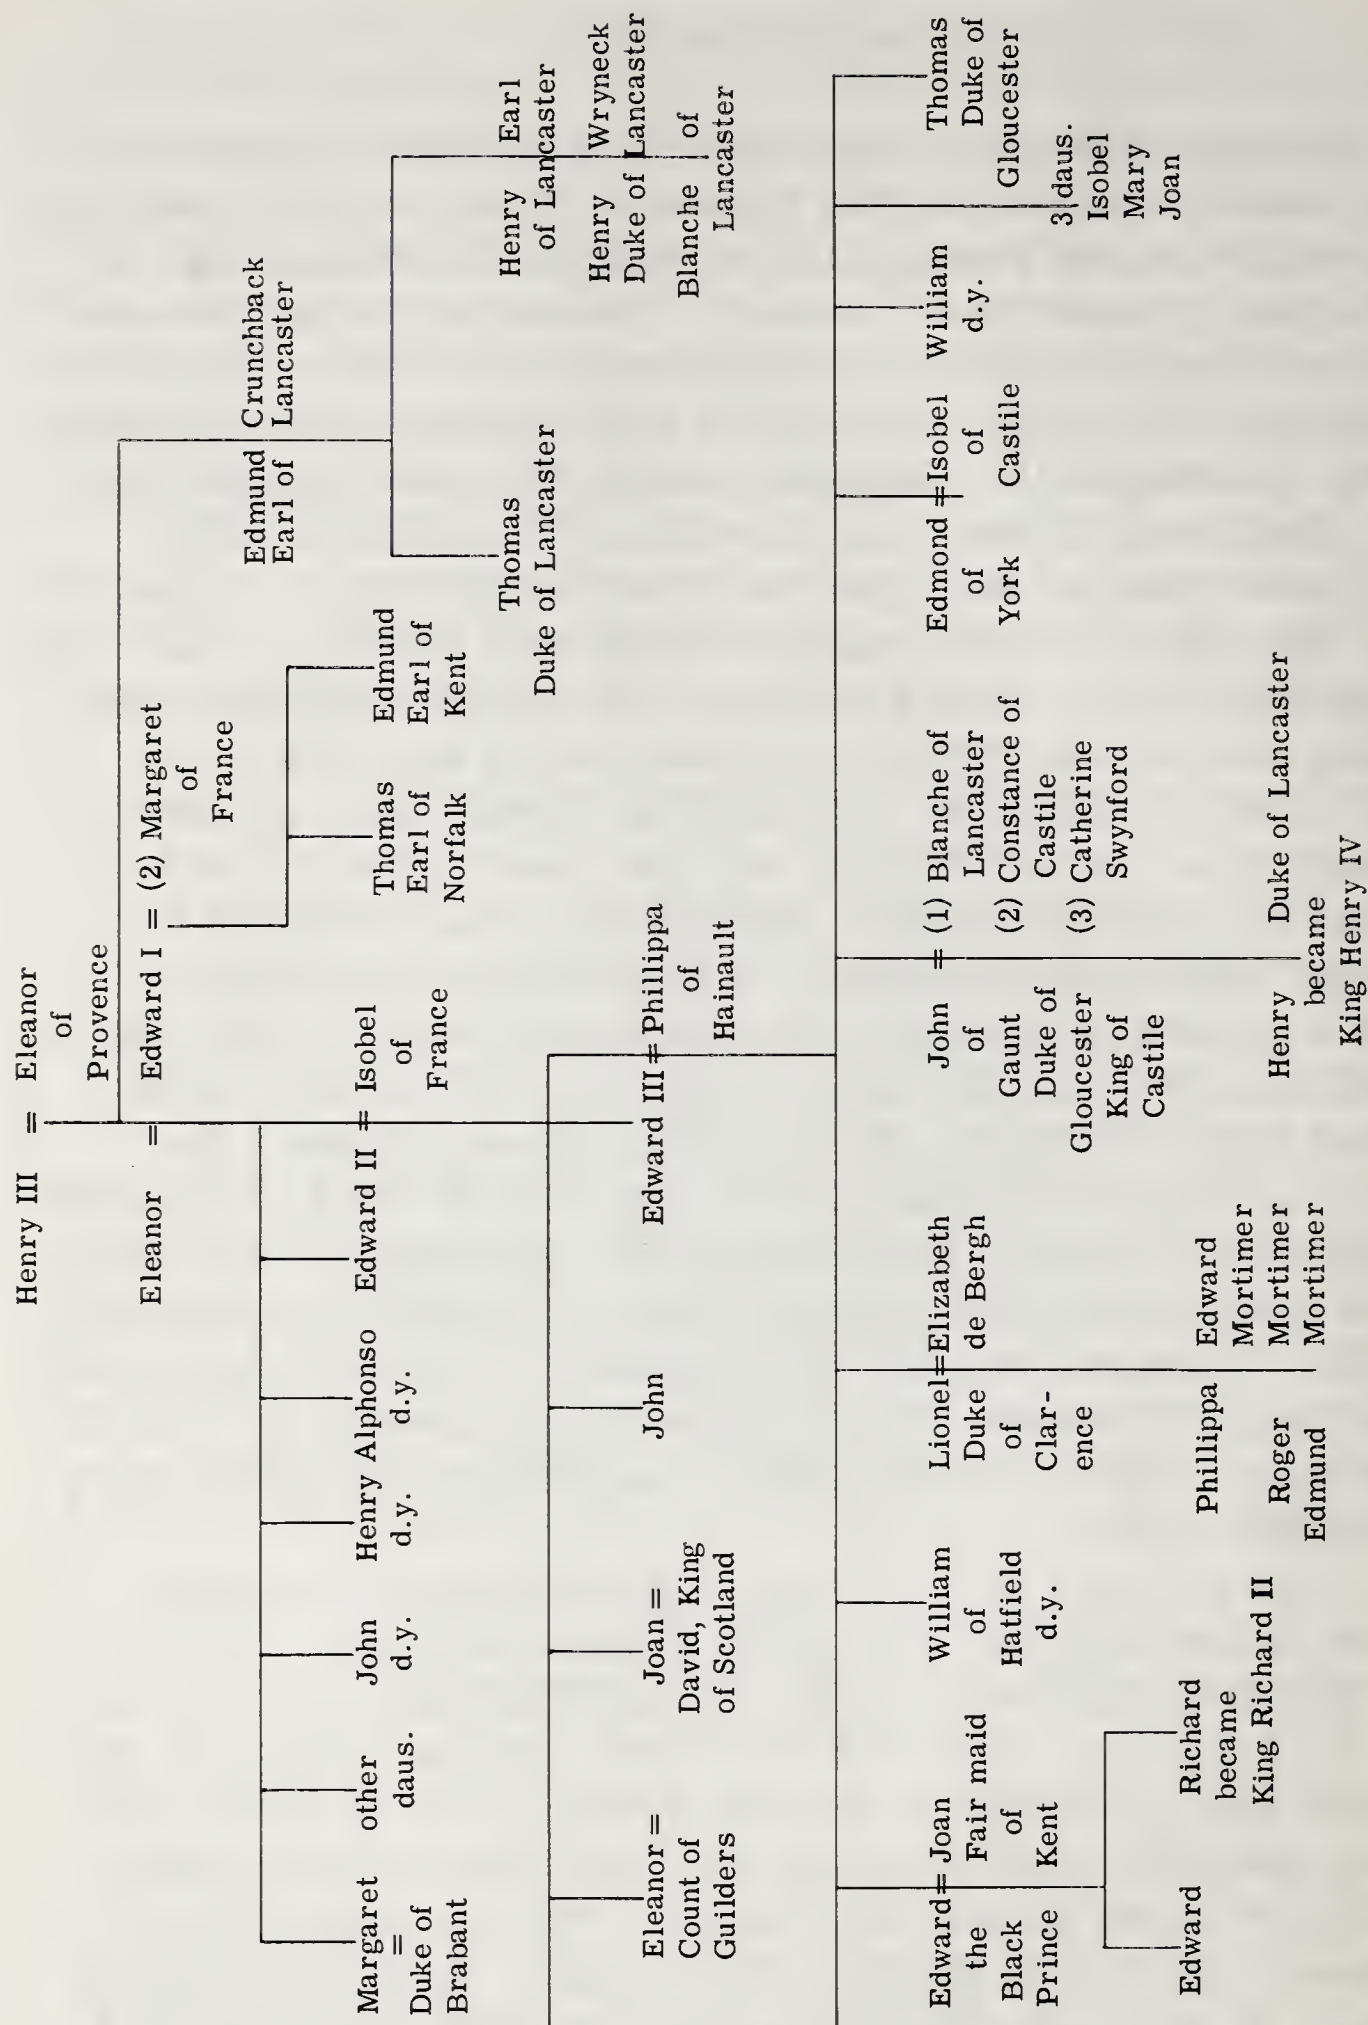 Henry III = Eleanor
of
Provence
Eleanor = Edward I = (2) Margaret
of
France
Edmund Crunchback
Earl of Lancaster
Margaret
=
Duke of
Brabant
other
daus.
John
d.y.
Henry
d.y.
Alphonso
d.y.
Edward II = Isobel
of
France
Thomas
Earl of
Norfalk
Edmund
Earl of
Kent
Thomas
Duke of Lancaster
Henry Earl
of Lancaster
Henry Wryneck
Duke of Lancaster
Blanche of
Lancaster
Eleanor =
Count of
Guilders
Joan =
David, King
of Scotland
John
Edward III = Phillippa
of
Hainault
Edward = Joan
the Fair maid
Black of
Prince Kent
William
of
Hatfield
d.y.
Lionel = Elizabeth
Duke de Bergh
of
Clar-
ence
John = (1) Blanche of
of Lancaster
Gaunt (2) Constance of
Duke of Castile
Gloucester (3) Catherine
King of Swynford
Castile
Edmond = Isobel
of of
York Castile
William
d.y.
3 daus.
Isobel
Mary
Joan
Thomas
Duke of
Gloucester
Edward
Richard
became
King Richard II
Phillippa Edward
Mortimer
Roger Mortimer
Edmund Mortimer
Henry Duke of Lancaster
became
King Henry IV